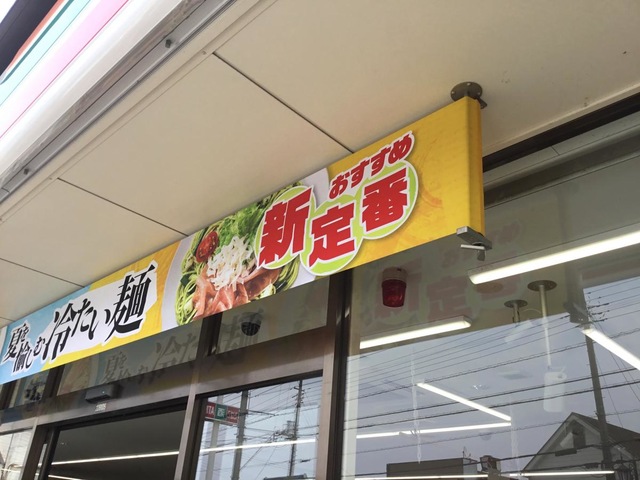 夏を
愉しむ
冷たい麺
おすすめ
新定番